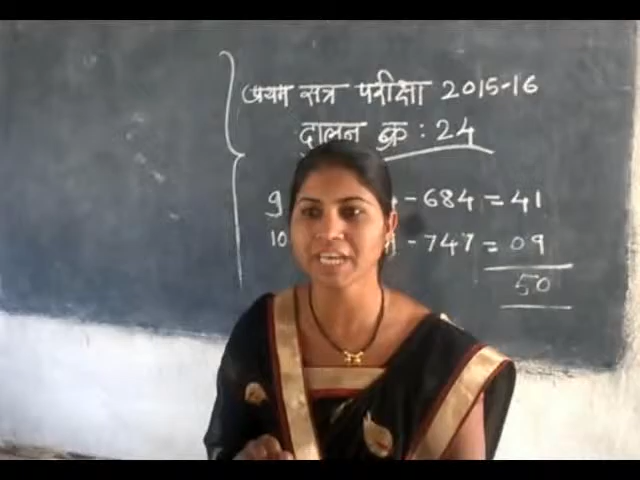 प्रथम सत्र परीक्षा 2015-16
दालन क्र : 24
9 - 684 = 41
10 - 747 = 09
50